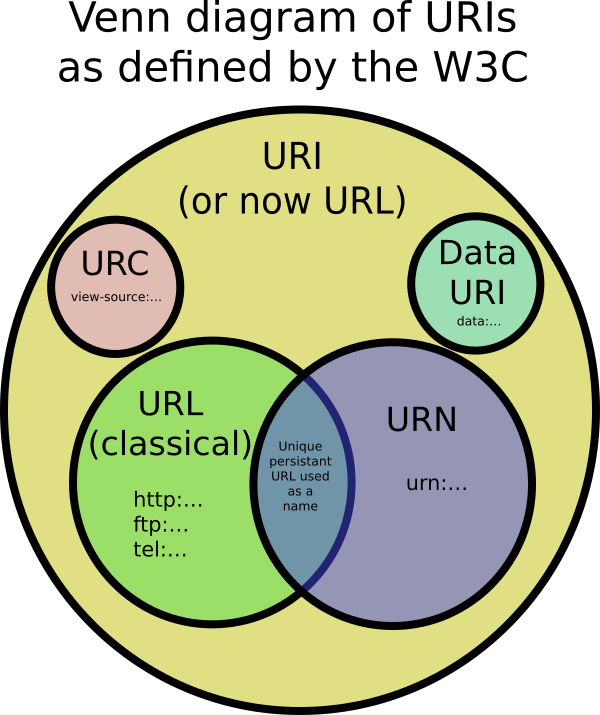 Venn diagram of URIs
as defined by the W3C
URI
(or now URL)
URC
view-source:...
Data
URI
data:...
URL
(classical)
http:...
ftp:...
tel:...
Unique
persistant
URL used
as a
name
URN
urn:...